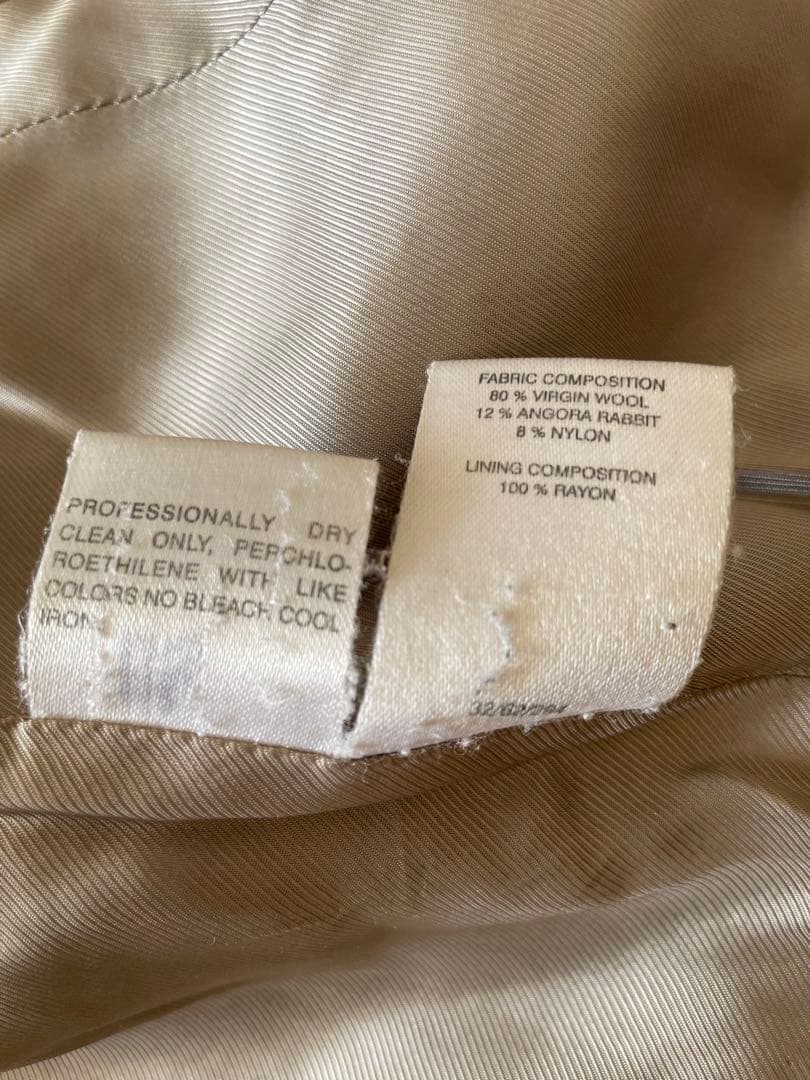 PROFESSIONALLY DRY
CLEAN ONLY, PERCHLO-
ROETHILENE WITH LIKE
COLORS NO BLEACH COOL
IRON
FABRIC COMPOSITION
80 % VIRGIN WOOL
12 % ANGORA RABBIT
8 % NYLON
LINING COMPOSITION
100 % RAYON